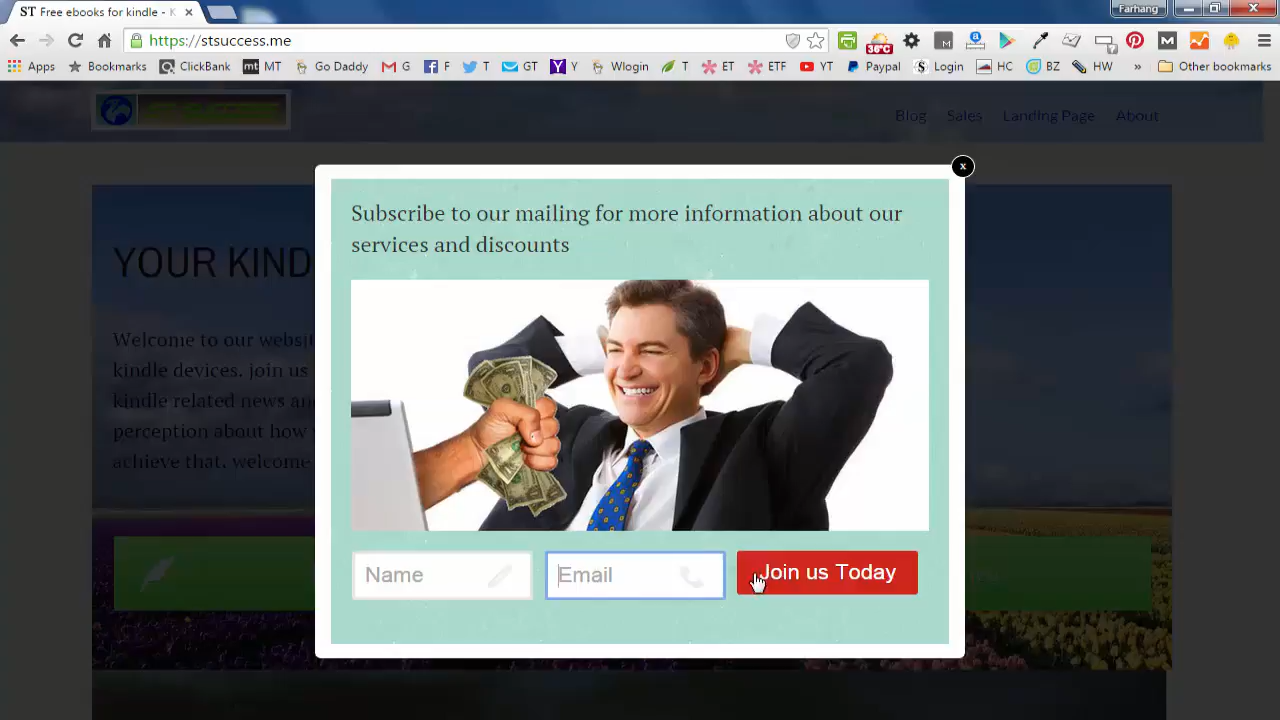 ST Free ebooks for kindle - K
Farhang
https://stsuccess.me
36°C
Apps Bookmarks ClickBank MT Go Daddy G F T GT Y Wlogin T ET ETF YT Paypal Login HC BZ HW » Other bookmarks
Blog Sales Landing Page About
x
Subscribe to our mailing for more information about our
services and discounts
YOUR KIND
Welcome to our websi
kindle devices. join us
kindle related news an
perception about how
achieve that. welcome
Name Email Join us Today